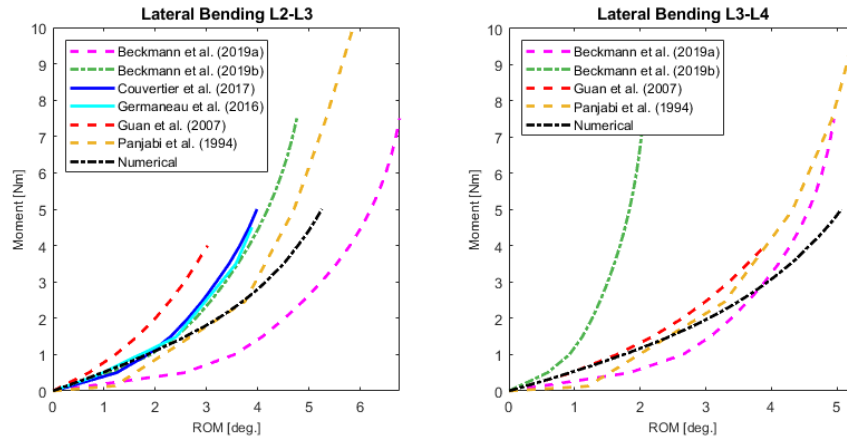 Lateral Bending L2-L3
Beckmann et al. (2019a)
Beckmann et al. (2019b)
Couvertier et al. (2017)
Germaneau et al. (2016)
Guan et al. (2007)
Panjabi et al. (1994)
Numerical
Moment [Nm]
10
9
8
7
6
5
4
3
2
1
0
0 1 2 3 4 5 6
ROM [deg.]
Lateral Bending L3-L4
Beckmann et al. (2019a)
Beckmann et al. (2019b)
Guan et al. (2007)
Panjabi et al. (1994)
Numerical
Moment [Nm]
10
9
8
7
6
5
4
3
2
1
0
0 1 2 3 4 5
ROM [deg.]